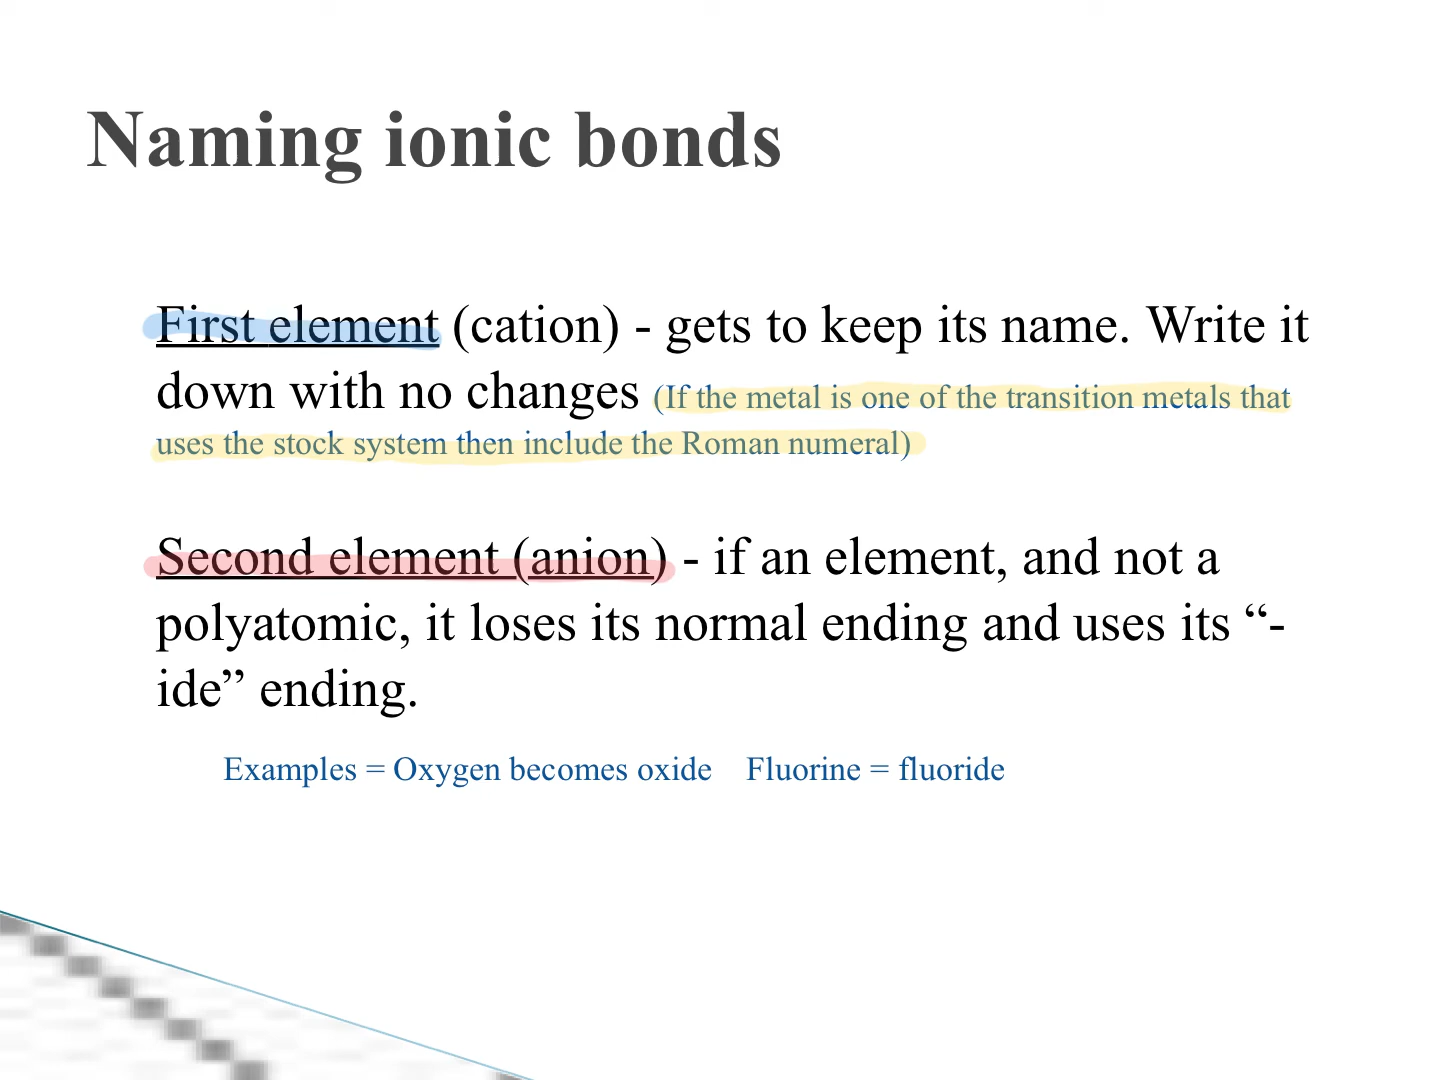 Naming ionic bonds
First element (cation) - gets to keep its name. Write it
down with no changes (If the metal is one of the transition metals that
uses the stock system then include the Roman numeral)
Second element (anion) - if an element, and not a
polyatomic, it loses its normal ending and uses its “-
ide” ending.
Examples = Oxygen becomes oxide Fluorine = fluoride